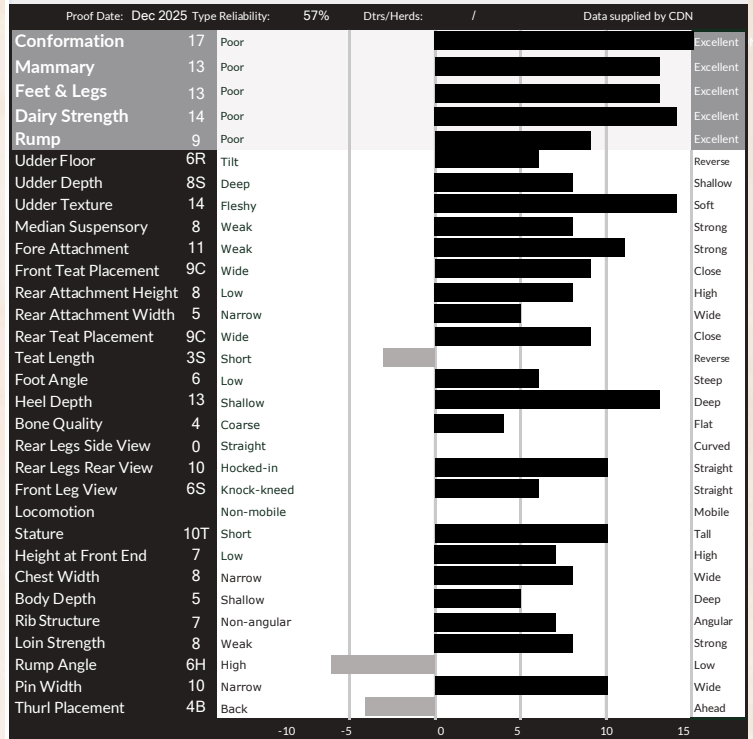 Proof Date: Dec 2025 Type Reliability: 57% Dtrs/Herds: / Data supplied by CDN
Conformation 17 Poor Excellent
Mammary 13 Poor Excellent
Feet & Legs 13 Poor Excellent
Dairy Strength 14 Poor Excellent
Rump 9 Poor Excellent
Udder Floor 6R Tilt Reverse
Udder Depth 8S Deep Shallow
Udder Texture 14 Fleshy Soft
Median Suspensory 8 Weak Strong
Fore Attachment 11 Weak Strong
Front Teat Placement 9C Wide Close
Rear Attachment Height 8 Low High
Rear Attachment Width 5 Narrow Wide
Rear Teat Placement 9C Wide Close
Teat Length 3S Short Reverse
Foot Angle 6 Low Steep
Heel Depth 13 Shallow Deep
Bone Quality 4 Coarse Flat
Rear Legs Side View 0 Straight Curved
Rear Legs Rear View 10 Hocked-in Straight
Front Leg View 6S Knock-kneed Straight
Locomotion Non-mobile Mobile
Stature 10T Short Tall
Height at Front End 7 Low High
Chest Width 8 Narrow Wide
Body Depth 5 Shallow Deep
Rib Structure 7 Non-angular Angular
Loin Strength 8 Weak Strong
Rump Angle 6H High Low
Pin Width 10 Narrow Wide
Thurl Placement 4B Back Ahead
-10 -5 0 5 10 15